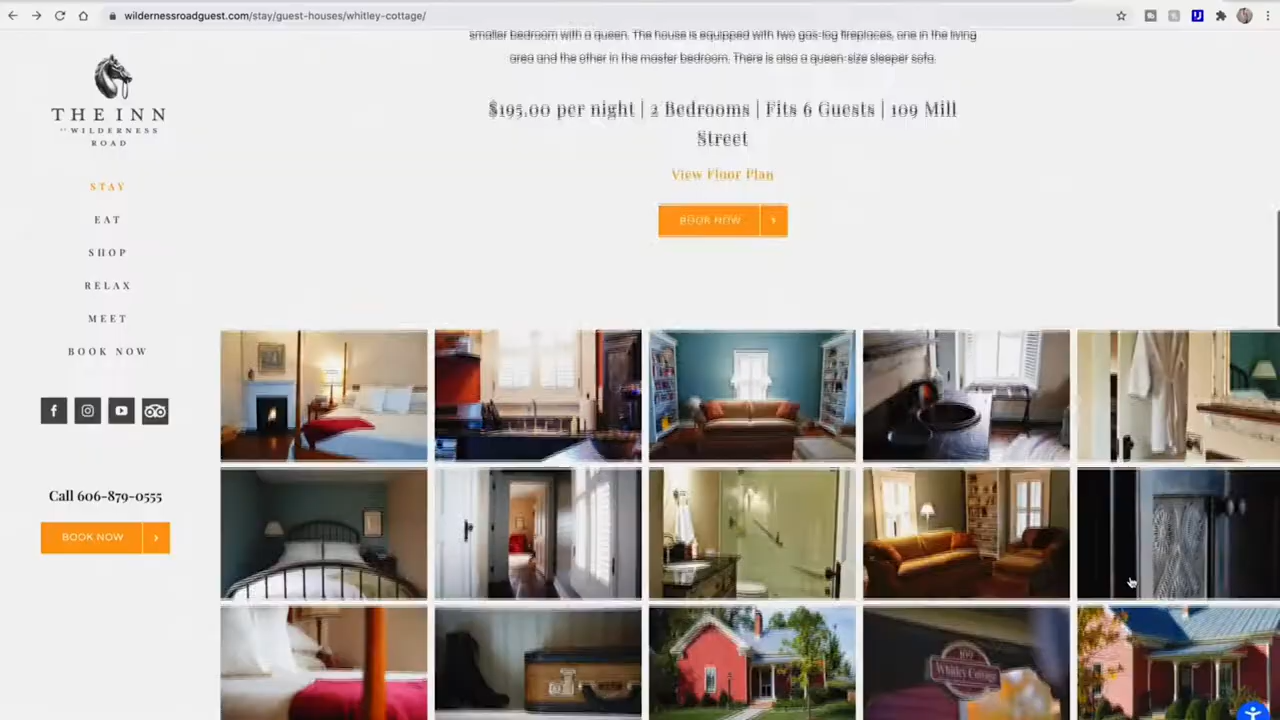 wildernessroadguest.com/stay/guest-houses/whitley-cottage/
smaller bedroom with a queen. The house is equipped with two gas-log fireplaces, one in the living
area and the other in the master bedroom. There is also a queen-size sleeper sofa.
THE INN
AT WILDERNESS
ROAD
$195.00 per night | 2 Bedrooms | Fits 6 Guests | 109 Mill
Street
View Floor Plan
BOOK NOW
STAY
EAT
SHOP
RELAX
MEET
BOOK NOW
Call 606-879-0555
BOOK NOW
109
Whitley Cottage